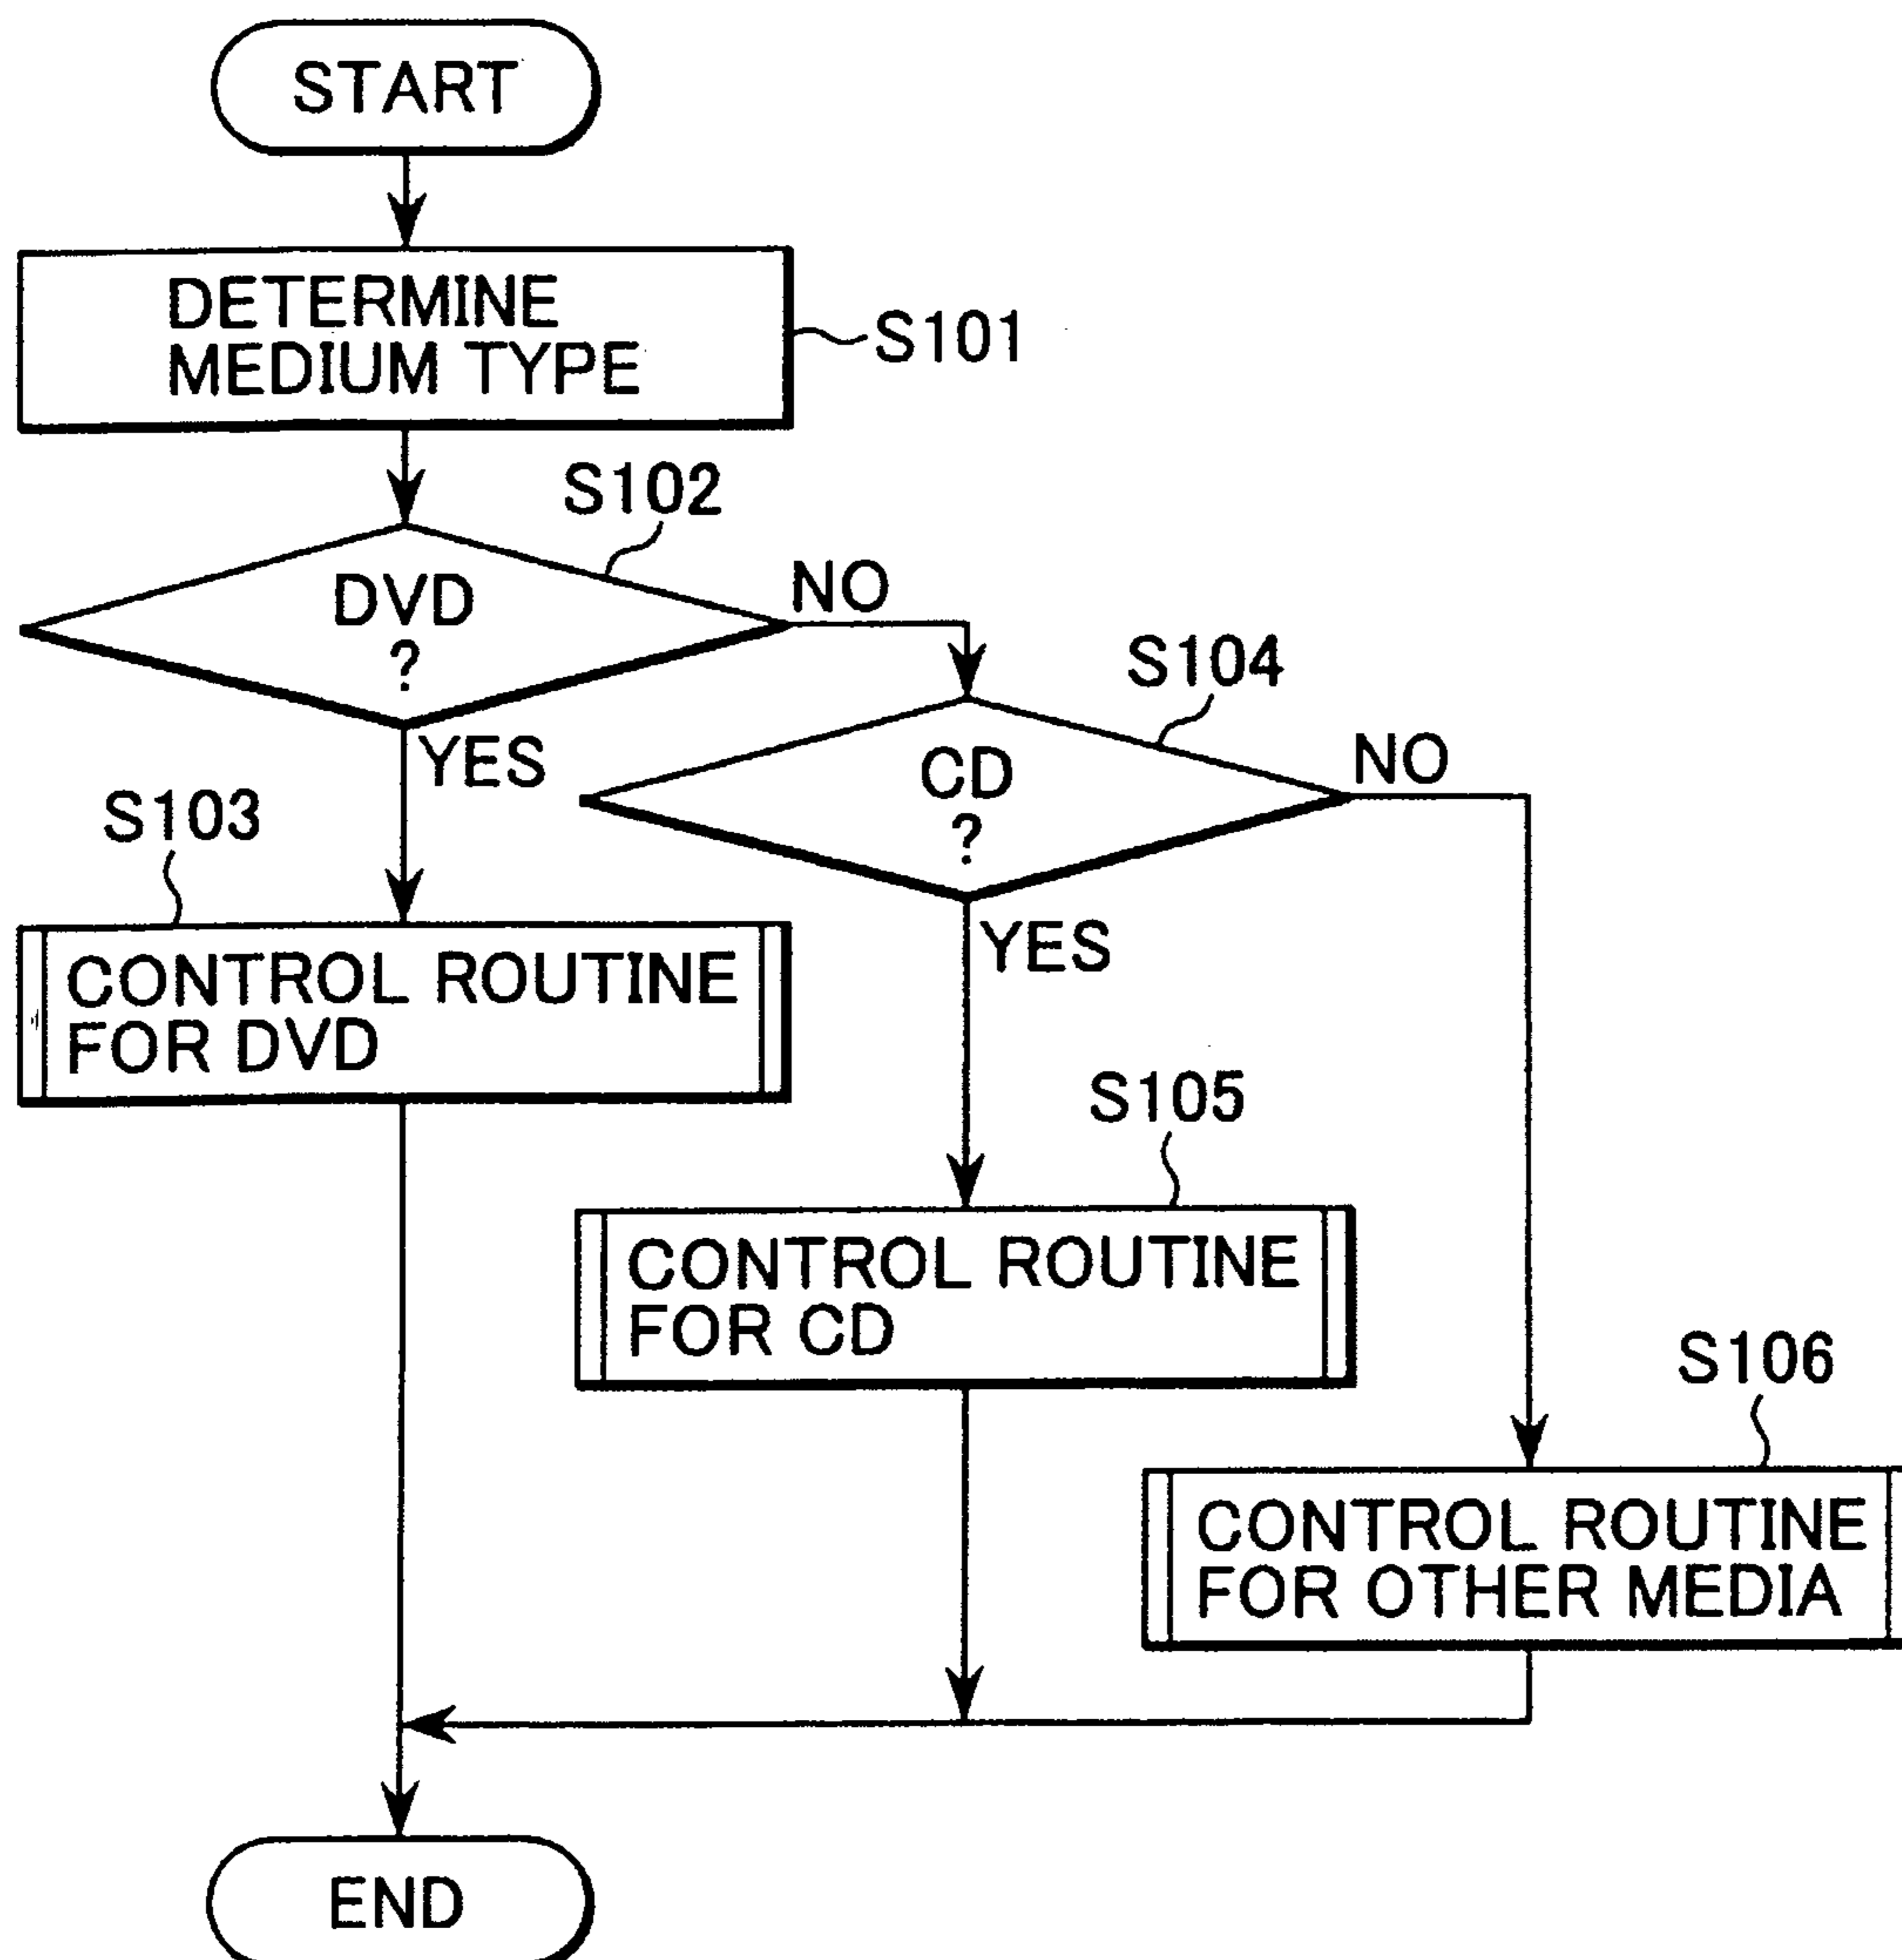 START
DETERMINE
MEDIUM TYPE
S101
S102
DVD
?
NO
YES
S104
CD
?
NO
YES
S103
CONTROL ROUTINE
FOR DVD
S105
CONTROL ROUTINE
FOR CD
S106
CONTROL ROUTINE
FOR OTHER MEDIA
END